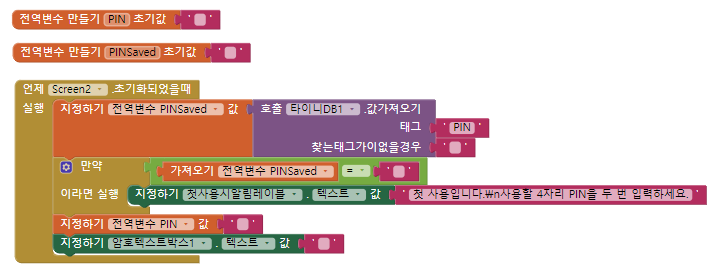 전역변수 만들기 PIN 초기값 " "
전역변수 만들기 PINSaved 초기값 " "
언제 Screen2 .초기화되었을때
실행 지정하기 전역변수 PINSaved 값 호출 타이니DB1 .값가져오기
태그 " PIN "
찾는태그가이없을경우 " "
만약 가져오기 전역변수 PINSaved = " "
이라면 실행 지정하기 첫사용시알림레이블 . 텍스트 값 " 첫 사용입니다.\n사용할 4자리 PIN을 두 번 입력하세요. "
지정하기 전역변수 PIN 값 " "
지정하기 암호텍스트박스1 . 텍스트 값 " "